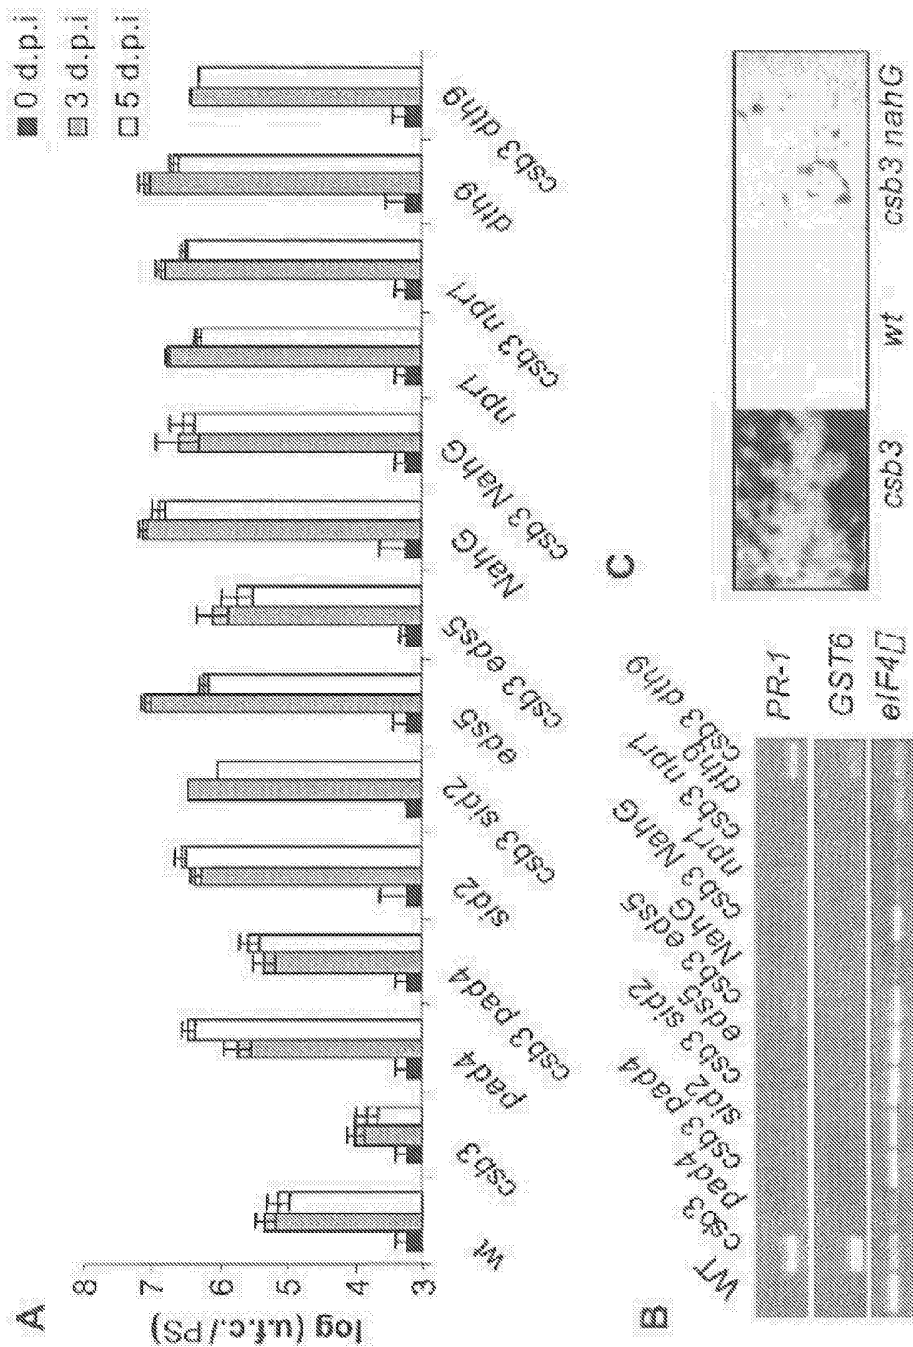 A
0 d.p.i
3 d.p.i
5 d.p.i
log (u.f.c./PS)
8
7
6
5
4
3
wt
csb3
pad4
csb3 pad4
sid2
csb3 sid2
eds5
csb3 eds5
NahG
csb3 NahG
npr1
csb3 npr1
dth9
csb3 dth9
B
WT
csb3
pad4
csb3 pad4
sid2
csb3 sid2
eds5
csb3 eds5
NahG
csb3 NahG
npr1
csb3 npr1
dth9
csb3 dth9
PR-1
GST6
eIF4□
C
csb3
wt
csb3 nahG